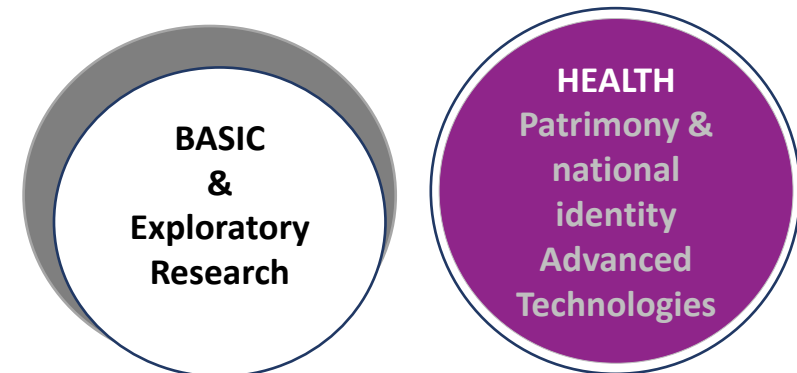 BASIC
&
Exploratory
Research
HEALTH
Patrimony &
national
identity
Advanced
Technologies